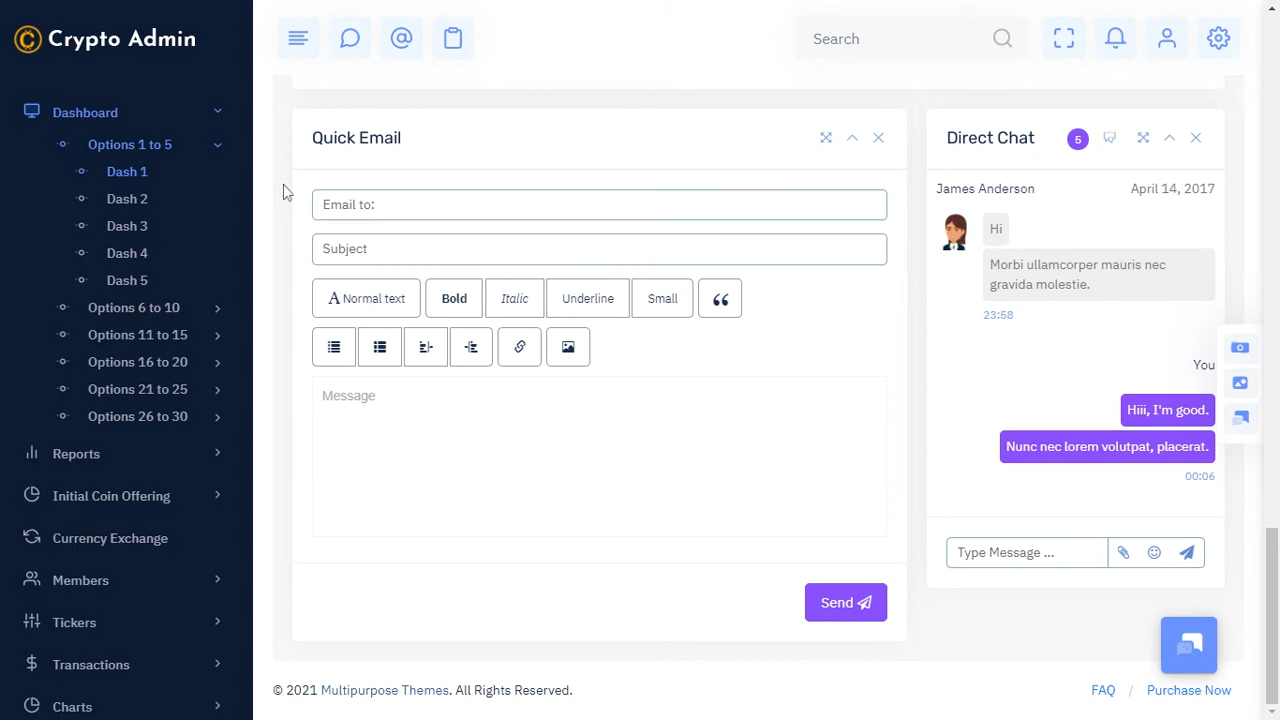 Crypto Admin
Search
Dashboard
Options 1 to 5
Dash 1
Dash 2
Dash 3
Dash 4
Dash 5
Options 6 to 10
Options 11 to 15
Options 16 to 20
Options 21 to 25
Options 26 to 30
Reports
Initial Coin Offering
Currency Exchange
Members
Tickers
Transactions
Charts
Quick Email
Email to:
Subject
A Normal text Bold Italic Underline Small
Message
Send
Direct Chat 5
James Anderson April 14, 2017
Hi
Morbi ullamcorper mauris nec
gravida molestie.
23:58
You
Hiii, I'm good.
Nunc nec lorem volutpat, placerat.
00:06
Type Message ...
© 2021 Multipurpose Themes. All Rights Reserved.
FAQ / Purchase Now